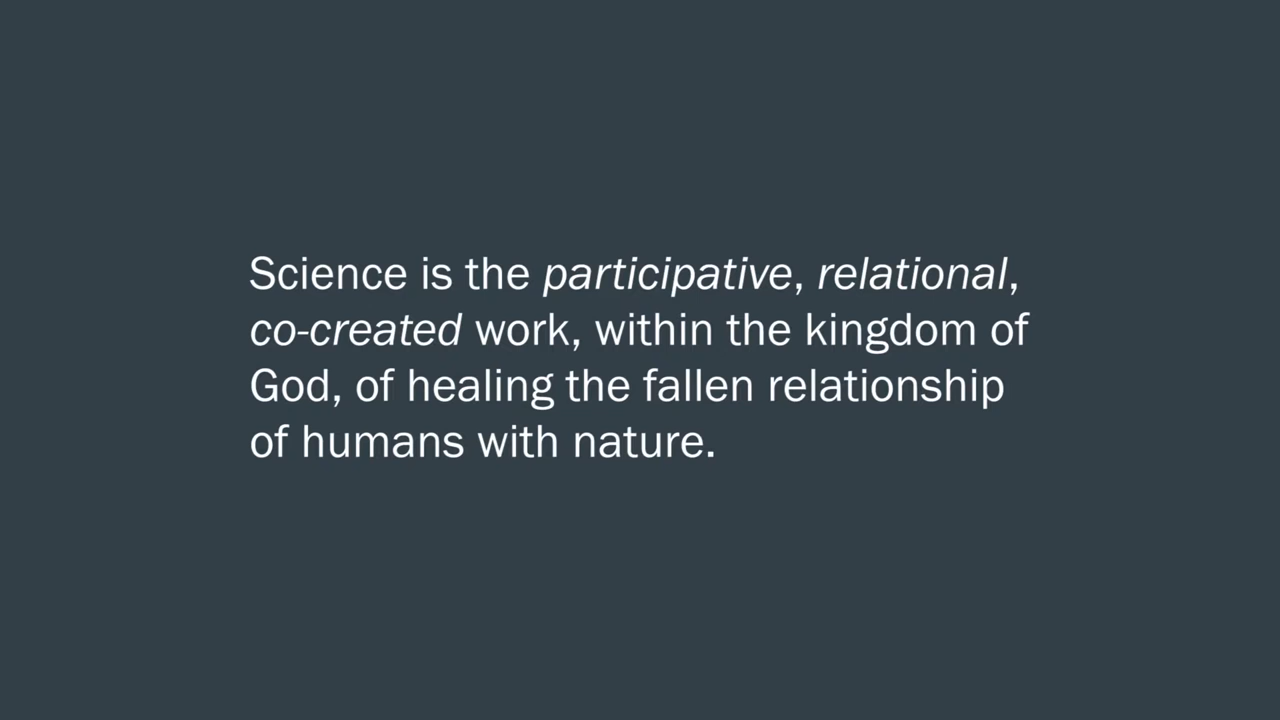 Science is the participative, relational,
co-created work, within the kingdom of
God, of healing the fallen relationship
of humans with nature.